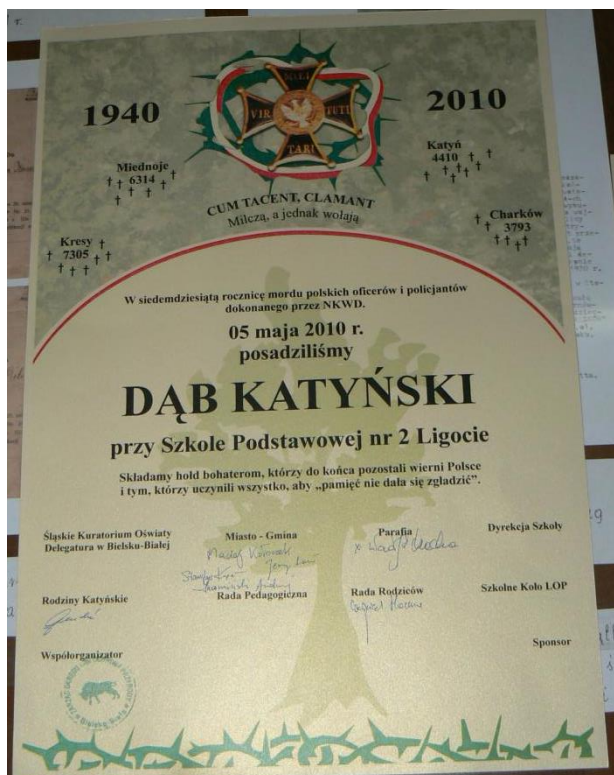 1940
2010
VIRTUTI
MILI
TARI
Miednoje
6314
Katyń
4410
CUM TACENT, CLAMANT
Milczą, a jednak wołają
Kresy
7305
Charków
3793
W siedemdziesiątą rocznicę mordu polskich oficerów i policjantów
dokonanego przez NKWD.
05 maja 2010 r.
posadziliśmy
DĄB KATYŃSKI
przy Szkole Podstawowej nr 2 Ligocie
Składamy hołd bohaterom, którzy do końca pozostali wierni Polsce
i tym, którzy uczynili wszystko, aby „pamięć nie dała się zgładzić”.
Śląskie Kuratorium Oświaty
Delegatura w Bielsku-Białej
Miasto - Gmina
Parafia
Dyrekcja Szkoły
Rodziny Katyńskie
Rada Pedagogiczna
Rada Rodziców
Szkolne Koło LOP
Współorganizator
Sponsor